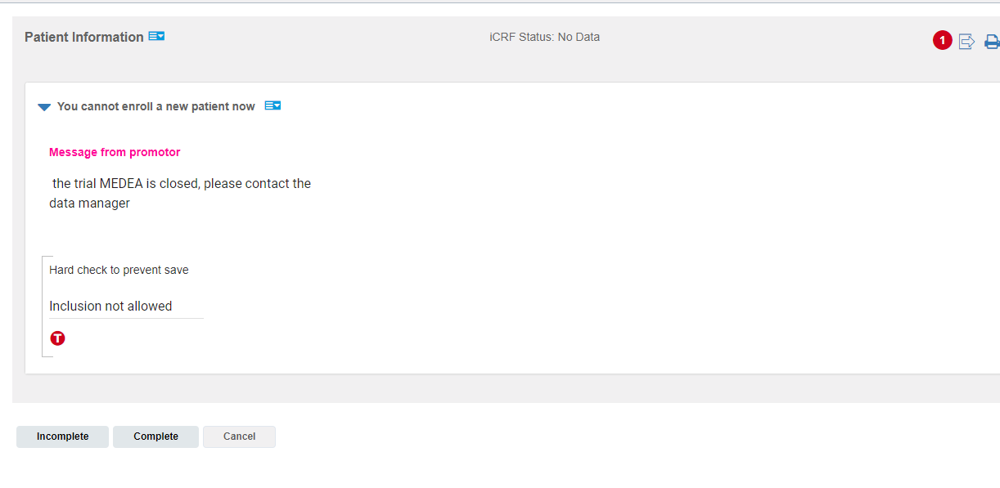 Patient Information
iCRF Status: No Data
1
You cannot enroll a new patient now
Message from promotor
the trial MEDEA is closed, please contact the
data manager
Hard check to prevent save
Inclusion not allowed
T
Incomplete
Complete
Cancel